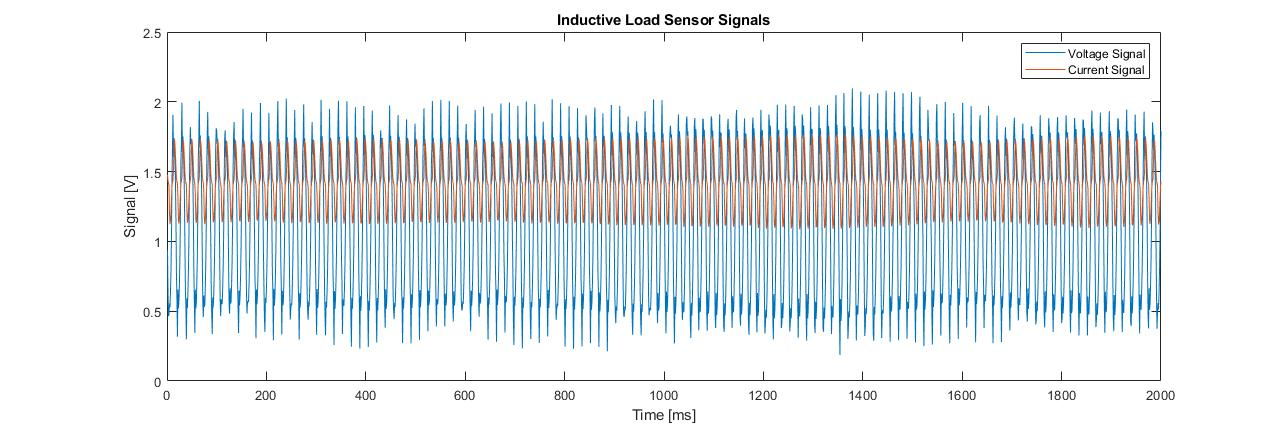 Inductive Load Sensor Signals
Voltage Signal
Current Signal
Signal [V]
2.5
2
1.5
1
0.5
0
0 200 400 600 800 1000 1200 1400 1600 1800 2000
Time [ms]